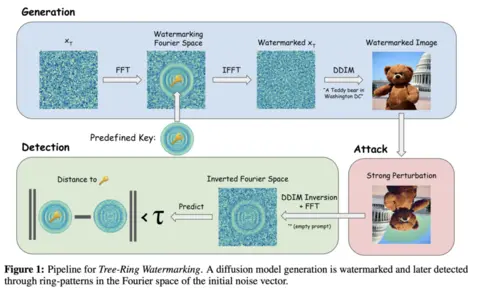 Generation
x_T
Watermarking
Fourier Space
Watermarked x_T
Watermarked Image
FFT
IFFT
DDIM
"A Teddy bear in
Washington DC"
Predefined Key:
Detection
Attack
Distance to
Inverted Fourier Space
Strong Perturbation
DDIM Inversion
+ FFT
Predict
< τ
"" (empty prompt)
Figure 1: Pipeline for Tree-Ring Watermarking. A diffusion model generation is watermarked and later detected
through ring-patterns in the Fourier space of the initial noise vector.